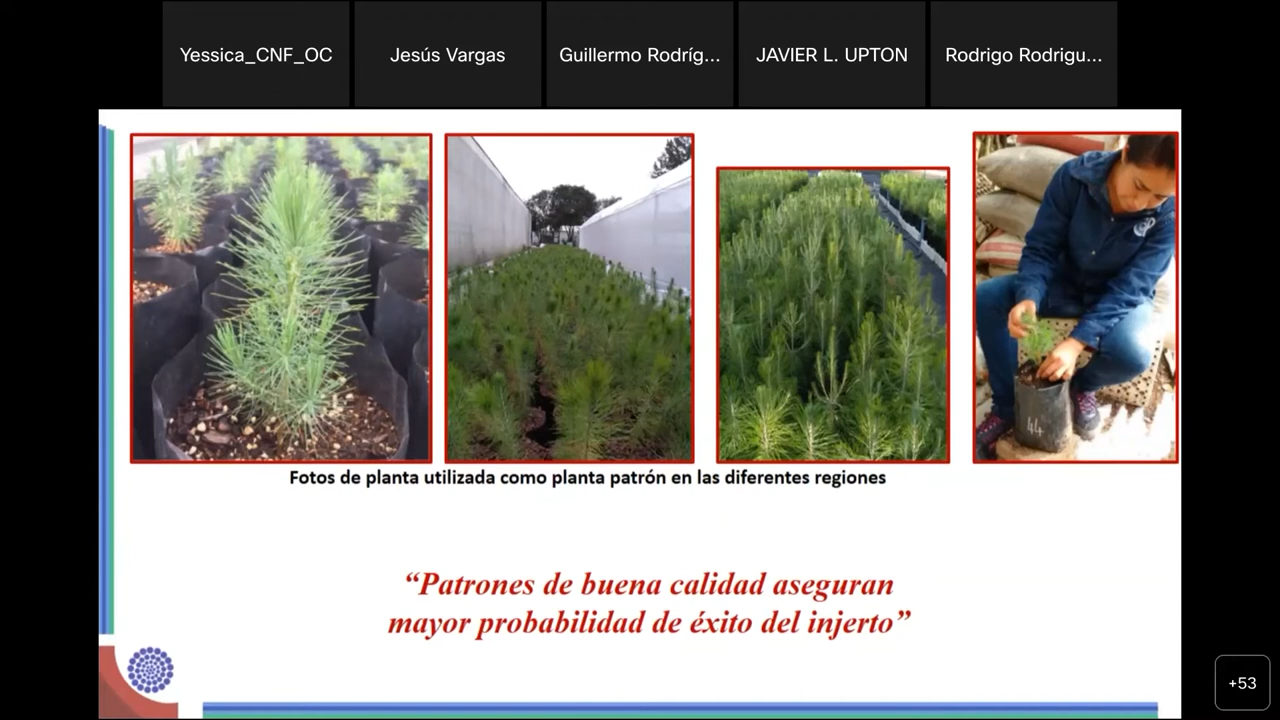 Yessica_CNF_OC
Jesús Vargas
Guillermo Rodríg...
JAVIER L. UPTON
Rodrigo Rodrigu...
44
Fotos de planta utilizada como planta patrón en las diferentes regiones
“Patrones de buena calidad aseguran
mayor probabilidad de éxito del injerto”
+53